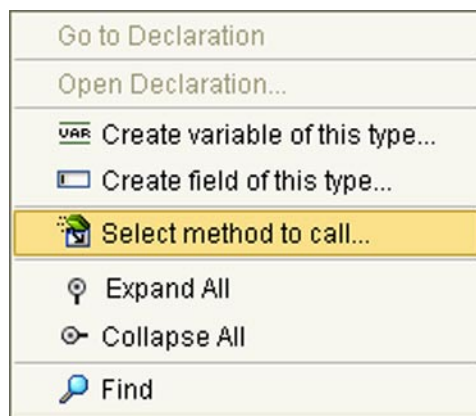 Go to Declaration
Open Declaration...
VAR Create variable of this type...
Create field of this type...
Select method to call...
Expand All
Collapse All
Find